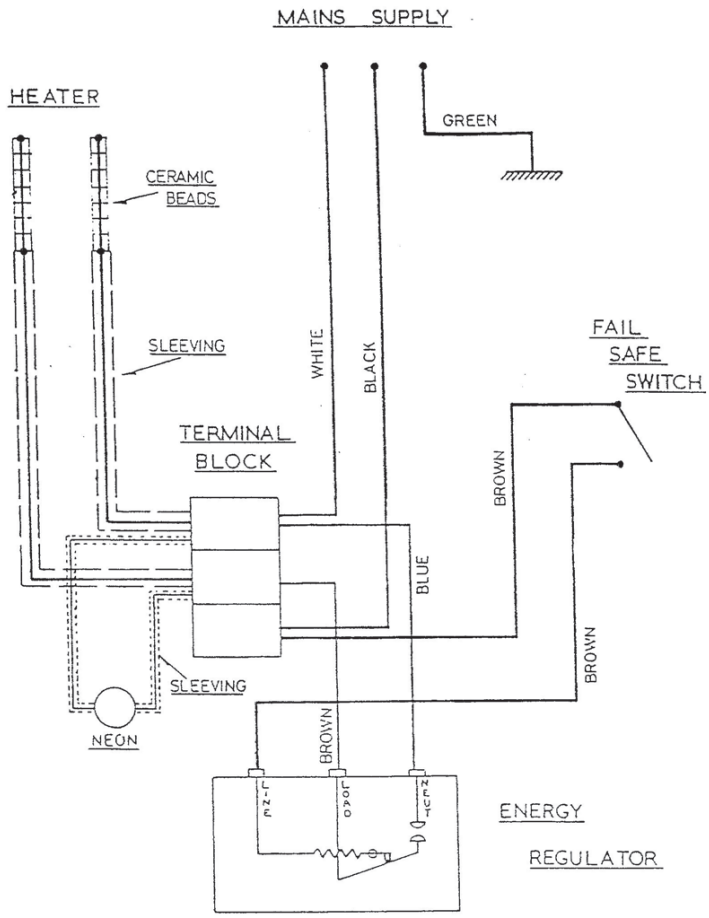 MAINS SUPPLY
HEATER
GREEN
CERAMIC
BEADS
SLEEVING
WHITE
BLACK
FAIL
SAFE
SWITCH
TERMINAL
BLOCK
BROWN
BLUE
BROWN
SLEEVING
NEON
BROWN
LINE
LOAD
NEUT
ENERGY
REGULATOR